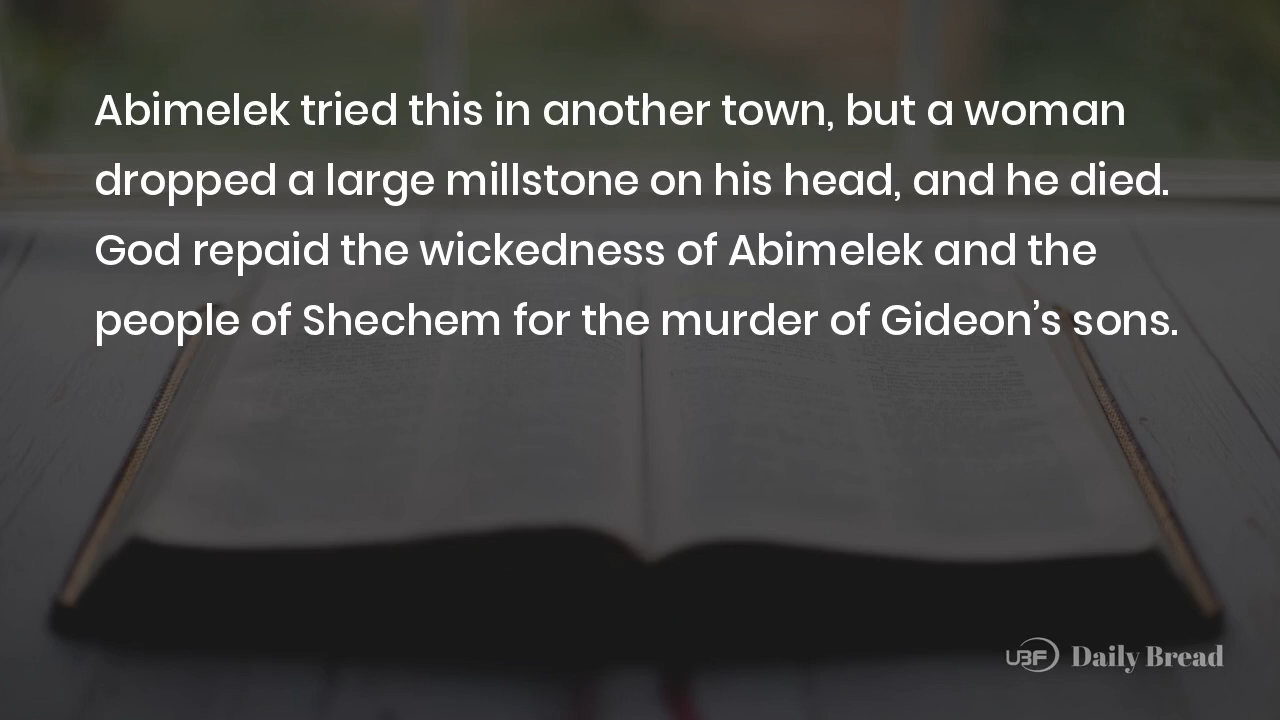 Abimelek tried this in another town, but a woman
dropped a large millstone on his head, and he died.
God repaid the wickedness of Abimelek and the
people of Shechem for the murder of Gideon’s sons.
UBF Daily Bread